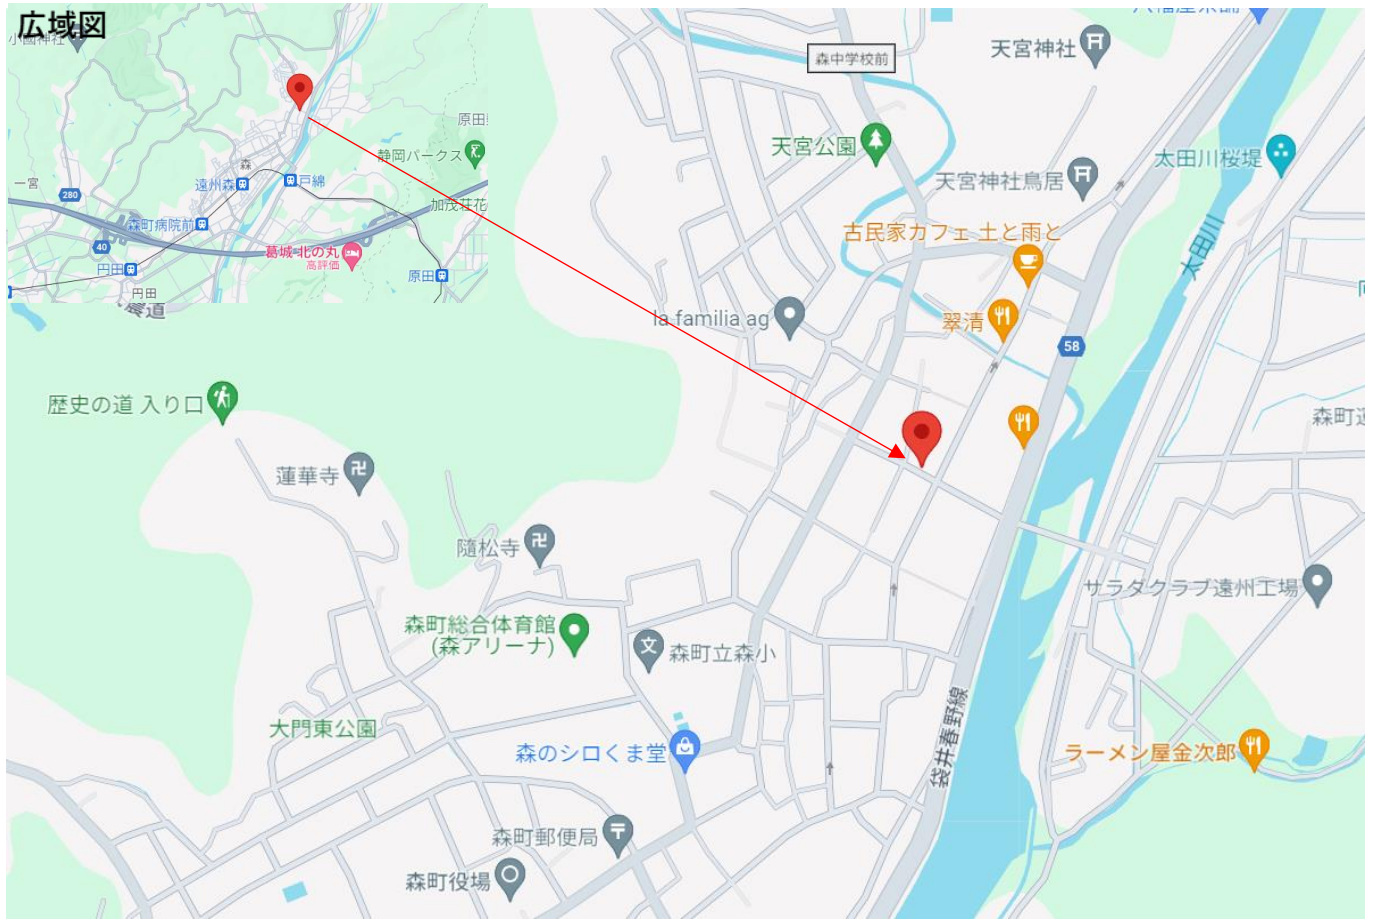 広域図
小國神社
原田
静岡パークス
森
一宮
遠州森
戸綿
280
加茂荘花
森町病院前
40
葛城 北の丸
高評価
円田
原田
円田
農道
天宮神社
森中学校前
天宮公園
太田川桜堤
天宮神社鳥居
古民家カフェ 土と雨と
太田川
la familia ag
翠清
58
歴史の道 入り口
森町運
蓮華寺
隨松寺
サラダクラブ遠州工場
森町総合体育館
(森アリーナ)
文
森町立森小
大門東公園
袋井春野線
森のシロくま堂
ラーメン屋金次郎
森町郵便局
森町役場